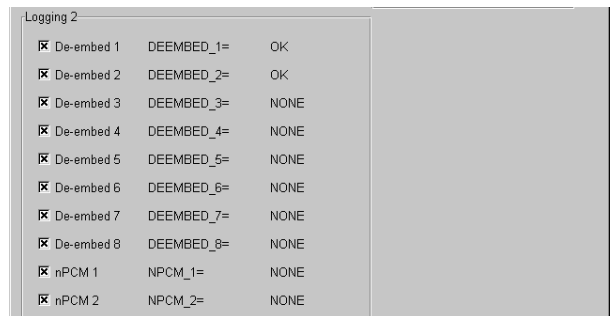 Logging 2
De-embed 1 DEEMBED_1= OK
De-embed 2 DEEMBED_2= OK
De-embed 3 DEEMBED_3= NONE
De-embed 4 DEEMBED_4= NONE
De-embed 5 DEEMBED_5= NONE
De-embed 6 DEEMBED_6= NONE
De-embed 7 DEEMBED_7= NONE
De-embed 8 DEEMBED_8= NONE
nPCM 1 NPCM_1= NONE
nPCM 2 NPCM_2= NONE